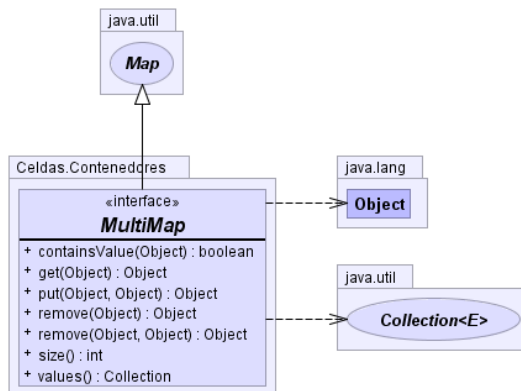 java.util
Map
Celdas.Contenedores
java.lang
«interface»
MultiMap
Object
+ containsValue(Object) : boolean
+ get(Object) : Object
+ put(Object, Object) : Object
+ remove(Object) : Object
+ remove(Object, Object) : Object
+ size() : int
+ values() : Collection
java.util
Collection<E>